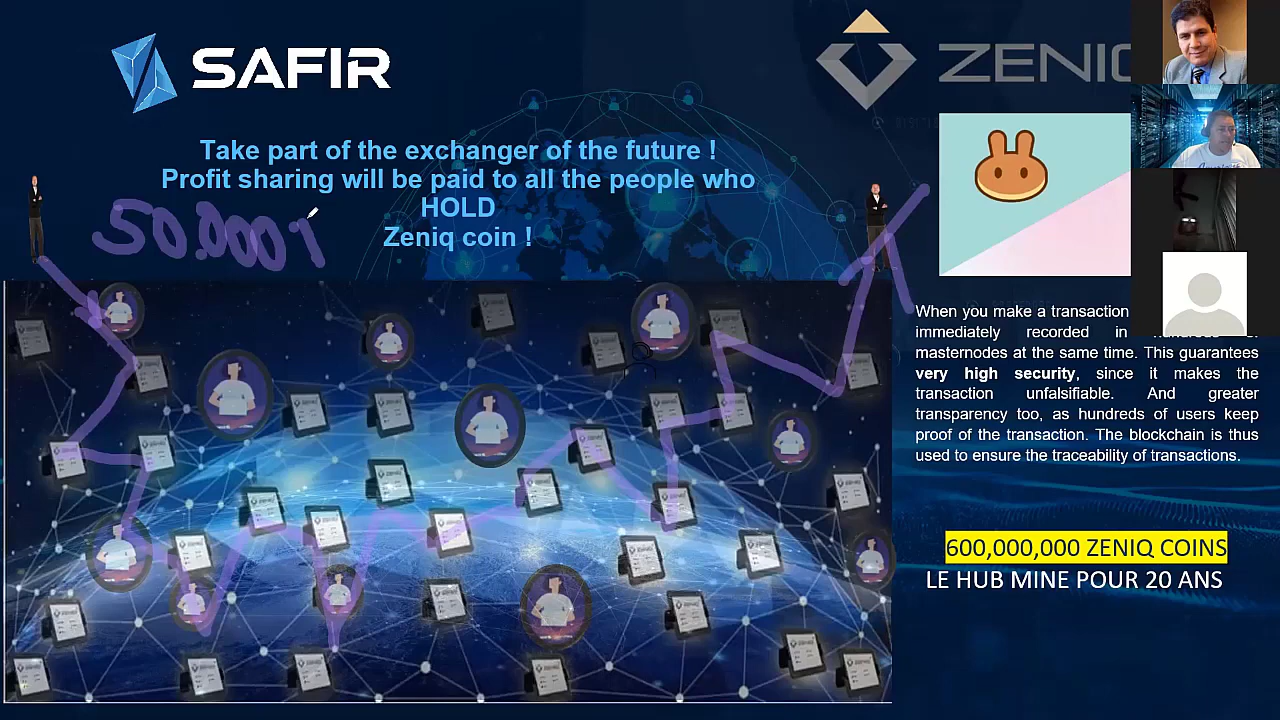 SAFIR
ZENIQ
Take part of the exchanger of the future !
Profit sharing will be paid to all the people who
HOLD
Zeniq coin !
50.000
When you make a transaction
immediately recorded in
masternodes at the same time. This guarantees
very high security, since it makes the
transaction unfalsifiable. And greater
transparency too, as hundreds of users keep
proof of the transaction. The blockchain is thus
used to ensure the traceability of transactions.
600,000,000 ZENIQ COINS
LE HUB MINE POUR 20 ANS